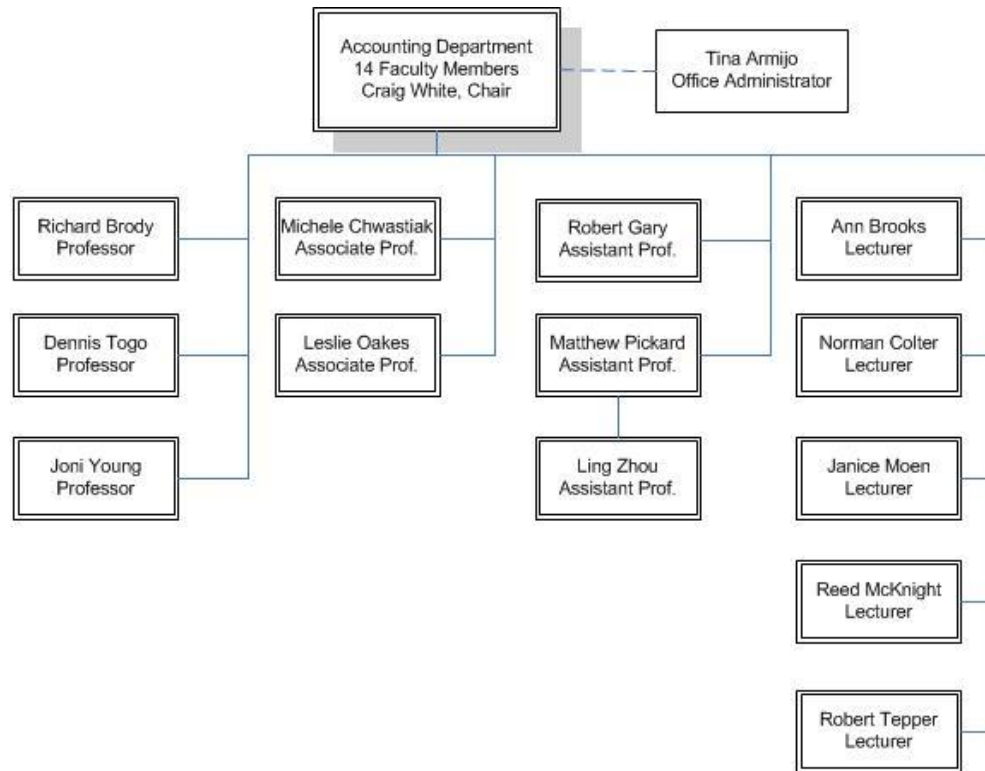 Accounting Department
14 Faculty Members
Craig White, Chair
Tina Armijo
Office Administrator
Richard Brody
Professor
Michele Chwastiak
Associate Prof.
Robert Gary
Assistant Prof.
Ann Brooks
Lecturer
Dennis Togo
Professor
Leslie Oakes
Associate Prof.
Matthew Pickard
Assistant Prof.
Norman Colter
Lecturer
Joni Young
Professor
Ling Zhou
Assistant Prof.
Janice Moen
Lecturer
Reed McKnight
Lecturer
Robert Tepper
Lecturer